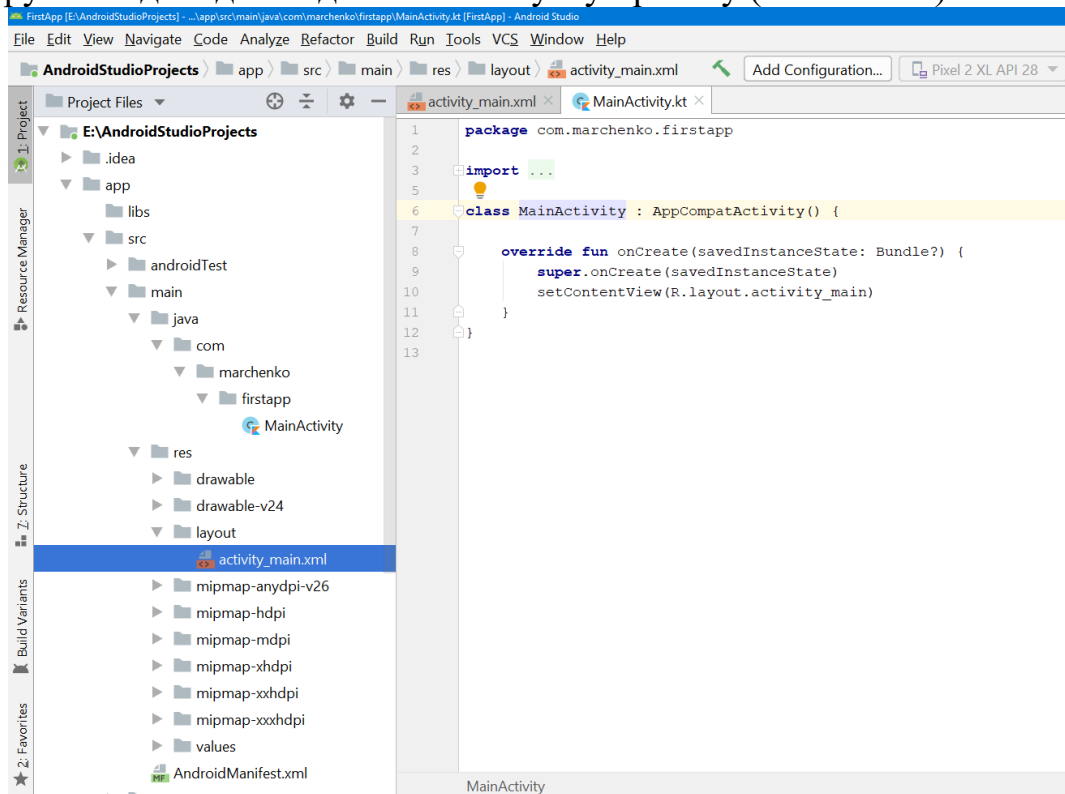 FirstApp [E:\AndroidStudioProjects] - ...\app\src\main\java\com\marchenko\firstapp\MainActivity.kt [FirstApp] - Android Studio
File Edit View Navigate Code Analyze Refactor Build Run Tools VCS Window Help
AndroidStudioProjects app src main res layout activity_main.xml Add Configuration... Pixel 2 XL API 28
Project Files
activity_main.xml MainActivity.kt
1: Project
Resource Manager
Z: Structure
Build Variants
2: Favorites
E:\AndroidStudioProjects
.idea
app
libs
src
androidTest
main
java
com
marchenko
firstapp
MainActivity
res
drawable
drawable-v24
layout
activity_main.xml
mipmap-anydpi-v26
mipmap-hdpi
mipmap-mdpi
mipmap-xhdpi
mipmap-xxhdpi
mipmap-xxxhdpi
values
MF AndroidManifest.xml
1 package com.marchenko.firstapp
2
3 import ...
5
6 class MainActivity : AppCompatActivity() {
7
8 override fun onCreate(savedInstanceState: Bundle?) {
9 super.onCreate(savedInstanceState)
10 setContentView(R.layout.activity_main)
11 }
12 }
13
MainActivity